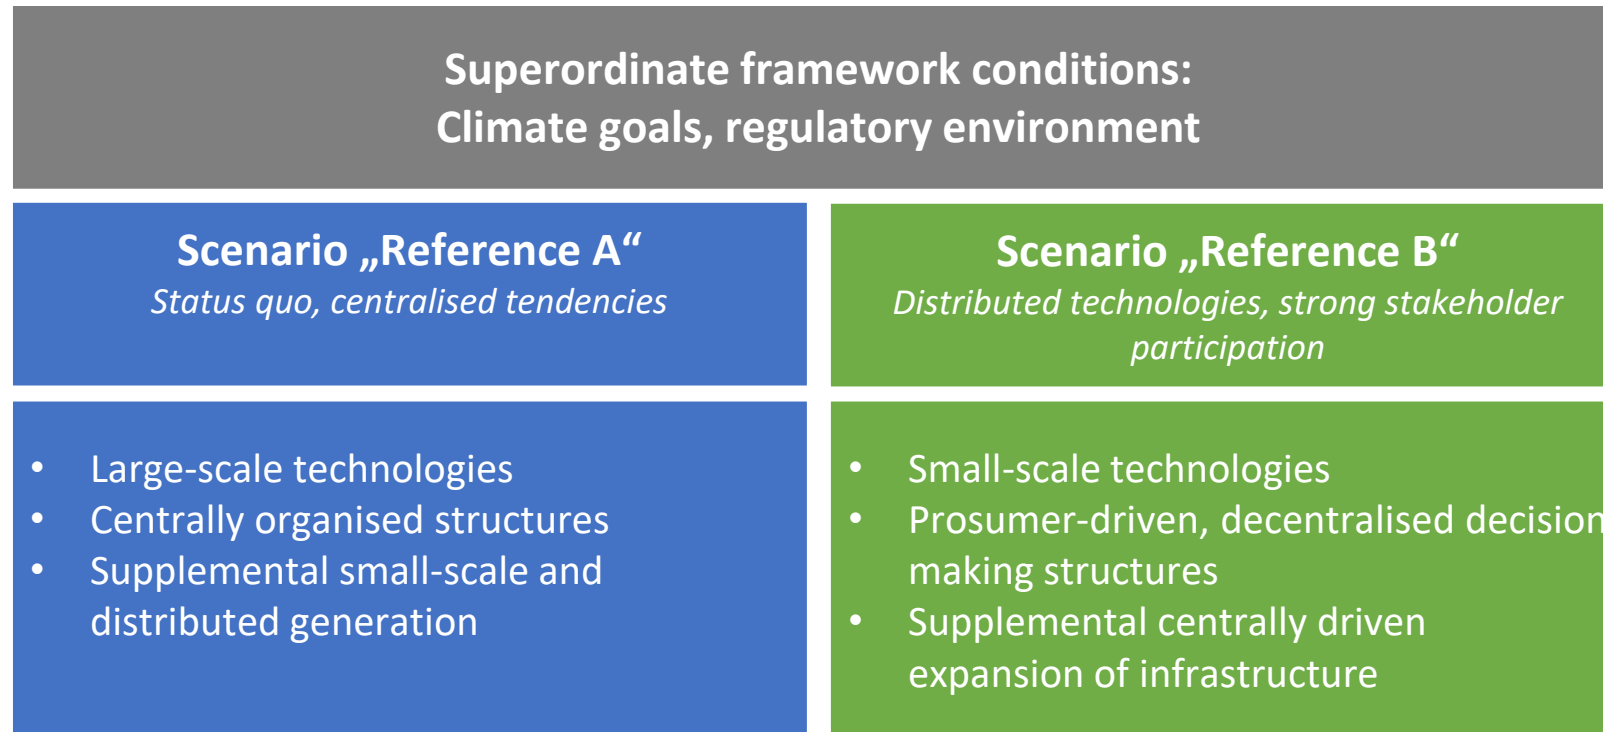 Superordinate framework conditions:
Climate goals, regulatory environment
Scenario „Reference A“
Status quo, centralised tendencies
• Large-scale technologies
• Centrally organised structures
• Supplemental small-scale and
distributed generation
Scenario „Reference B“
Distributed technologies, strong stakeholder
participation
• Small-scale technologies
• Prosumer-driven, decentralised decision
making structures
• Supplemental centrally driven
expansion of infrastructure